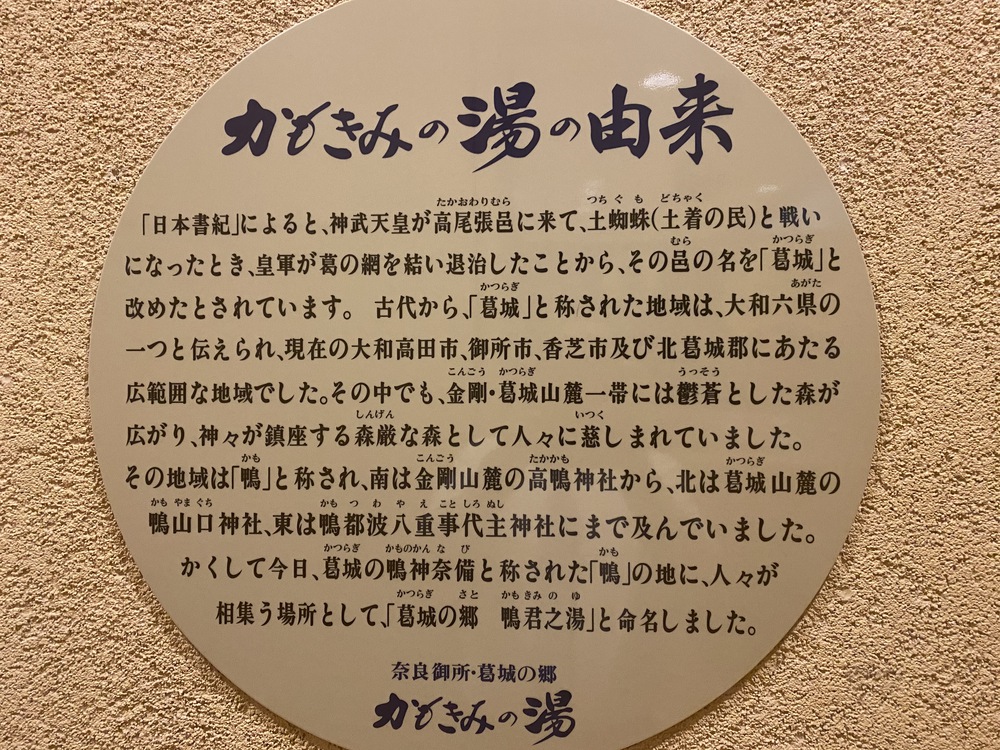 かもきみの湯の由来
「日本書紀」によると、神武天皇が高尾張邑に来て、土蜘蛛(土着の民)と戦い
になったとき、皇軍が葛の網を結い退治したことから、その邑の名を「葛城」と
改めたとされています。 古代から、「葛城」と称された地域は、大和六県の
一つと伝えられ、現在の大和高田市、御所市、香芝市及び北葛城郡にあたる
広範囲な地域でした。その中でも、金剛・葛城山麓一帯には鬱蒼とした森が
広がり、神々が鎮座する森厳な森として人々に慈しまれていました。
その地域は「鴨」と称され、南は金剛山麓の高鴨神社から、北は葛城山麓の
鴨山口神社、東は鴨都波八重事代主神社にまで及んでいました。
かくして今日、葛城の鴨神奈備と称された「鴨」の地に、人々が
相集う場所として、「葛城の郷 鴨君之湯」と命名しました。
奈良御所・葛城の郷
かもきみの湯